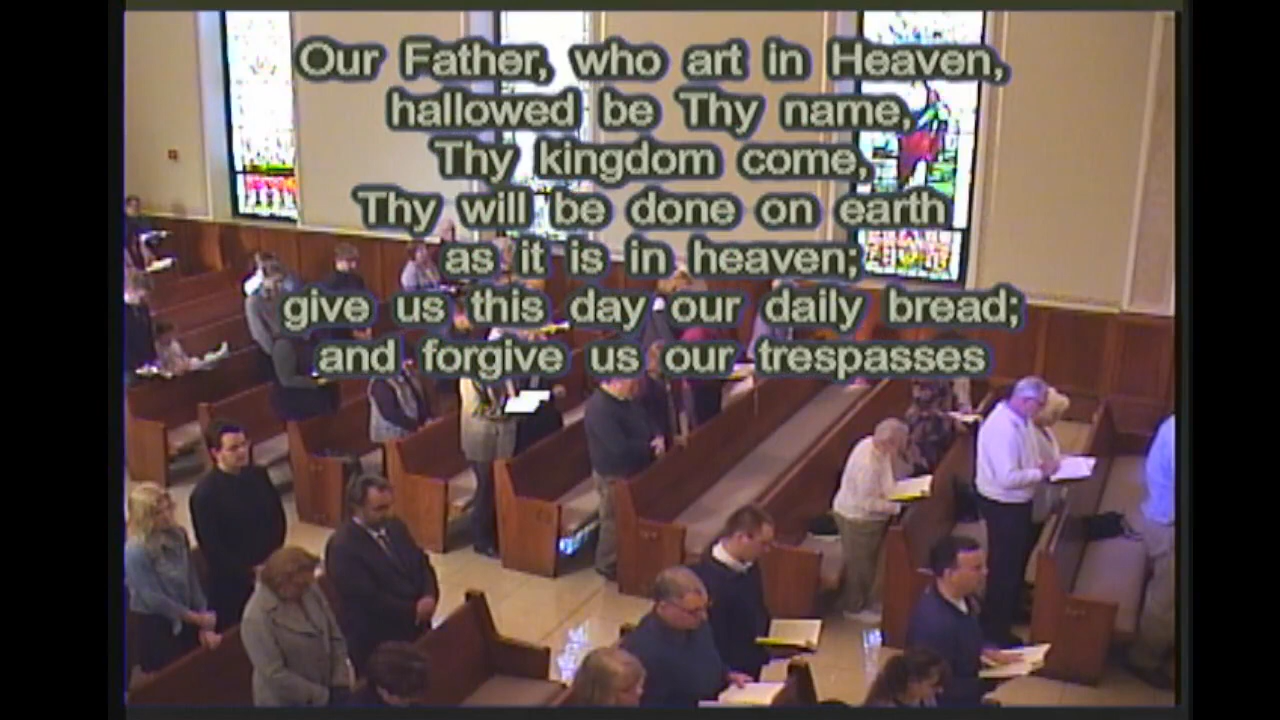 Our Father, who art in Heaven,
hallowed be Thy name,
Thy kingdom come,
Thy will be done on earth
as it is in heaven;
give us this day our daily bread;
and forgive us our trespasses